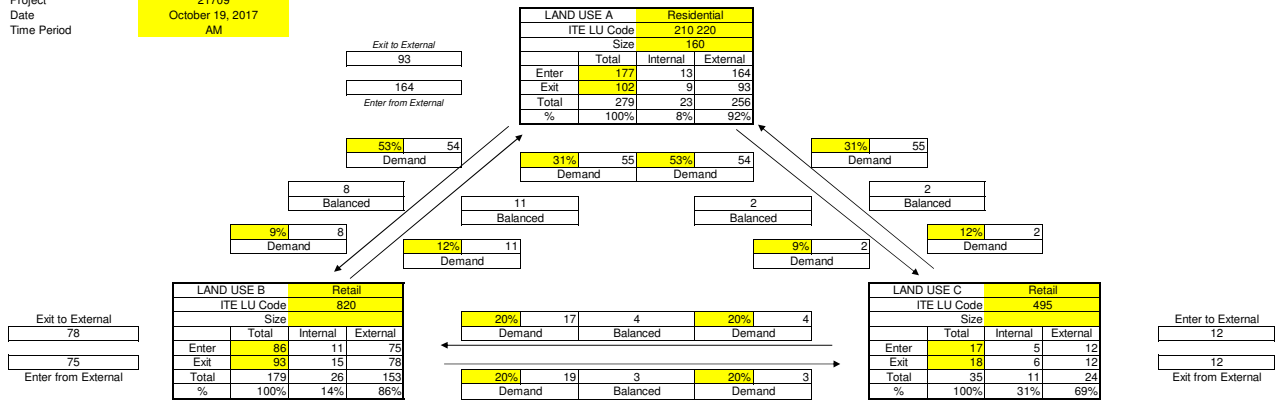 Project 21709
Date October 19, 2017
Time Period AM
LAND USE A Residential
ITE LU Code 210 220
Size 160
Total Internal External
Enter 177 13 164
Exit 102 9 93
Total 279 23 256
% 100% 8% 92%
Exit to External
93
164
Enter from External
53% 54
Demand
31% 55 53% 54
Demand Demand
31% 55
Demand
8
Balanced
11
Balanced
2
Balanced
2
Balanced
9% 8
Demand
12% 11
Demand
9% 2
Demand
12% 2
Demand
LAND USE B Retail
ITE LU Code 820
Size
Total Internal External
Enter 86 11 75
Exit 93 15 78
Total 179 26 153
% 100% 14% 86%
Exit to External
78
75
Enter from External
20% 17 4 20% 4
Demand Balanced Demand
20% 19 3 20% 3
Demand Balanced Demand
LAND USE C Retail
ITE LU Code 495
Size
Total Internal External
Enter 17 5 12
Exit 18 6 12
Total 35 11 24
% 100% 31% 69%
Enter to External
12
12
Exit from External